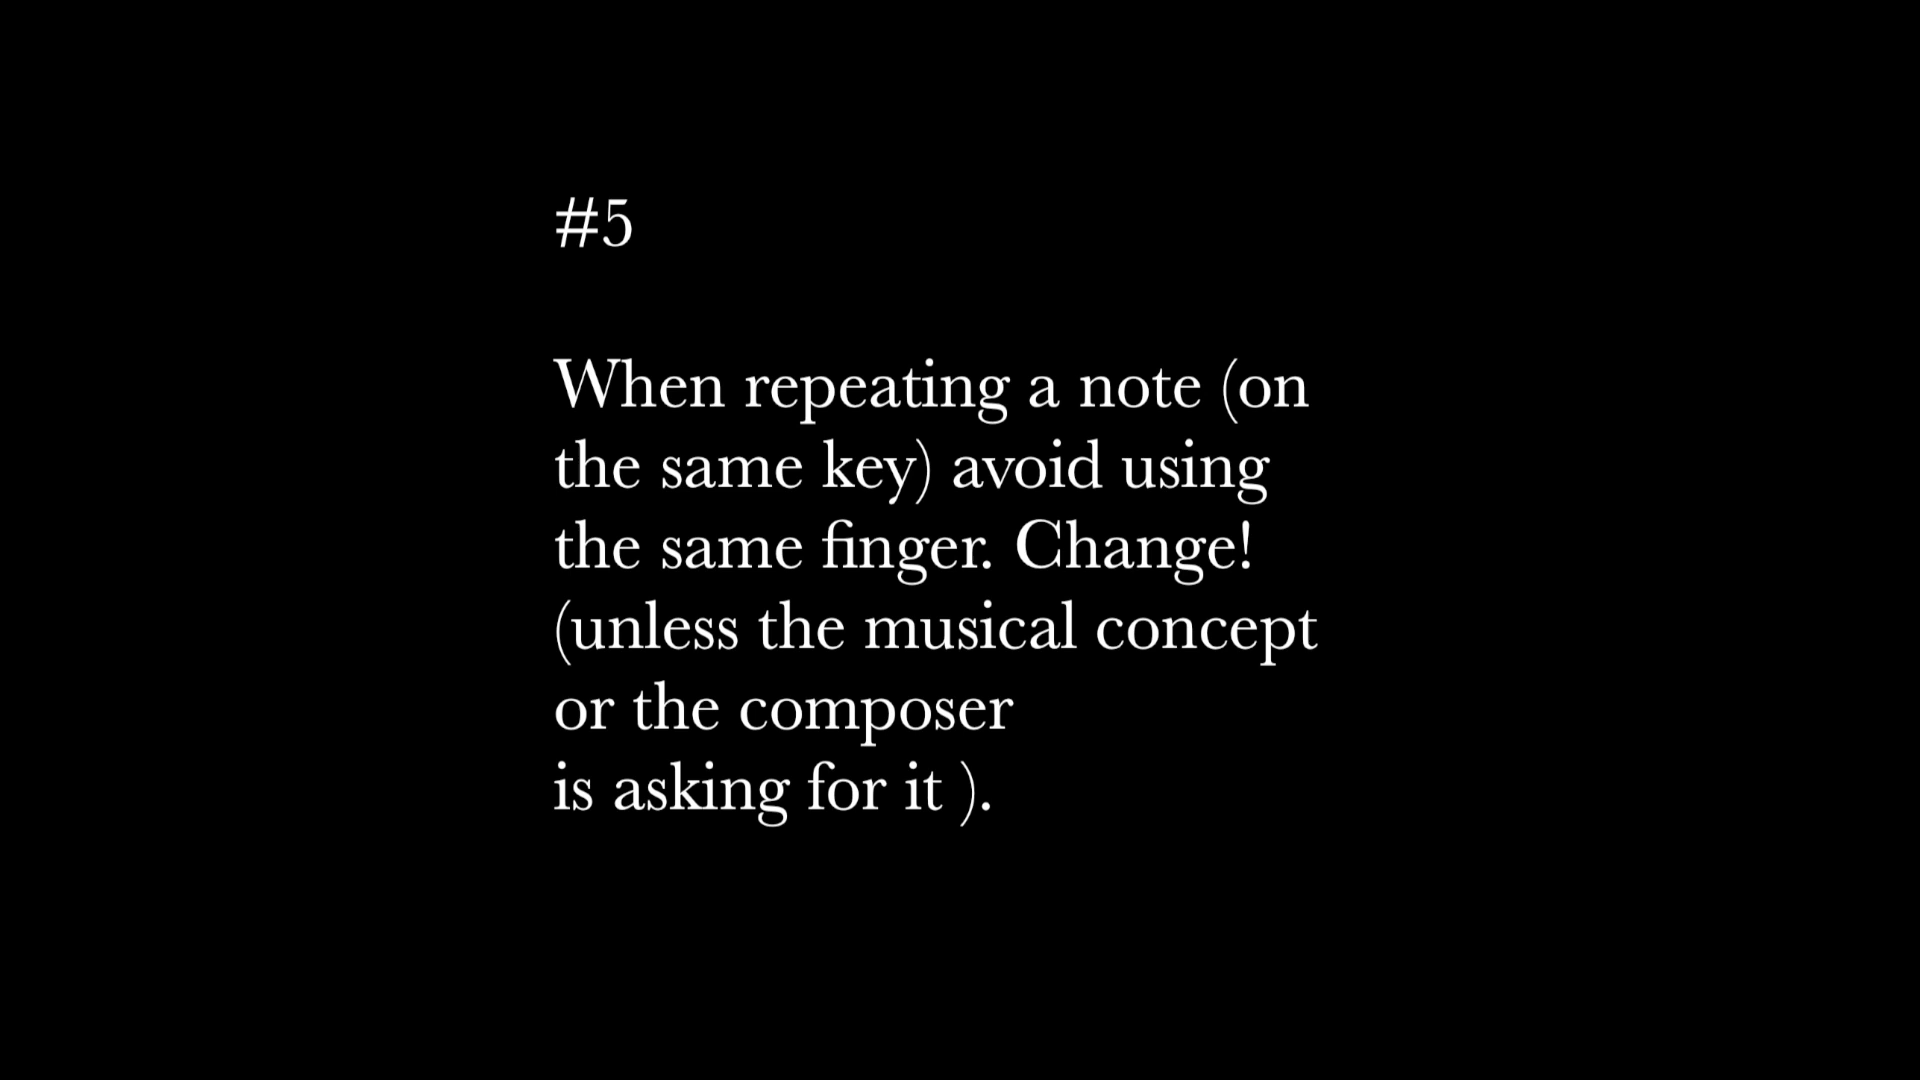 #5
When repeating a note (on
the same key) avoid using
the same finger. Change!
(unless the musical concept
or the composer
is asking for it ).